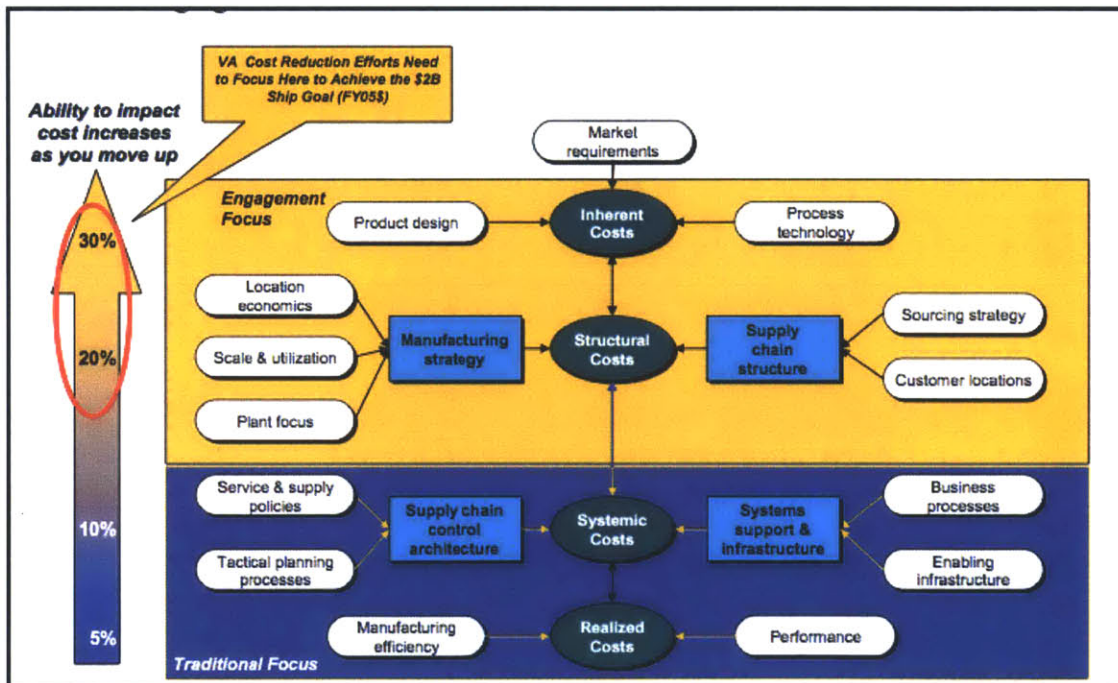 VA Cost Reduction Efforts Need
to Focus Here to Achieve the $2B
Ship Goal (FY05$)
Ability to impact
cost increases
as you move up
30%
20%
10%
5%
Market
requirements
Engagement
Focus
Product design
Inherent
Costs
Process
technology
Location
economics
Scale & utilization
Plant focus
Manufacturing
strategy
Structural
Costs
Supply
chain
structure
Sourcing strategy
Customer locations
Service & supply
policies
Tactical planning
processes
Supply chain
control
architecture
Systemic
Costs
Systems
support &
infrastructure
Business
processes
Enabling
infrastructure
Manufacturing
efficiency
Realized
Costs
Performance
Traditional Focus